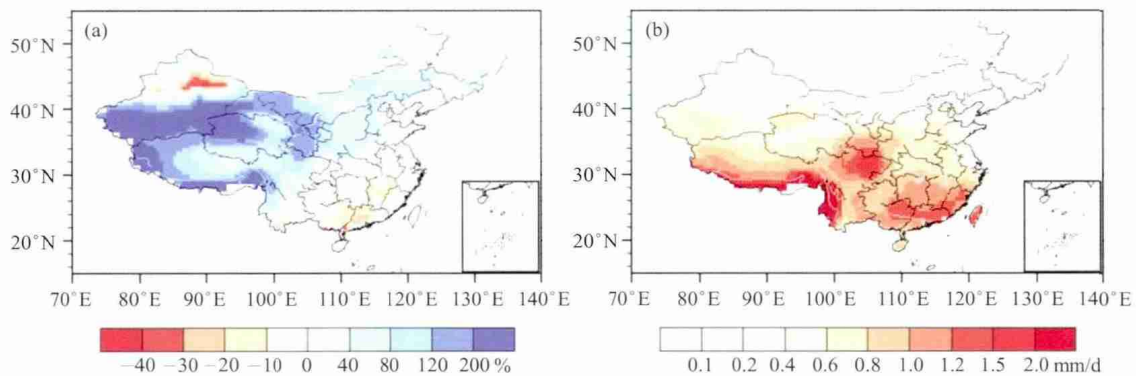 (a)
50°N
40°N
30°N
20°N
70°E 80°E 90°E 100°E 110°E 120°E 130°E 140°E
−40 −30 −20 −10 0 40 80 120 200 %
(b)
50°N
40°N
30°N
20°N
70°E 80°E 90°E 100°E 110°E 120°E 130°E 140°E
0.1 0.2 0.4 0.6 0.8 1.0 1.2 1.5 2.0 mm/d